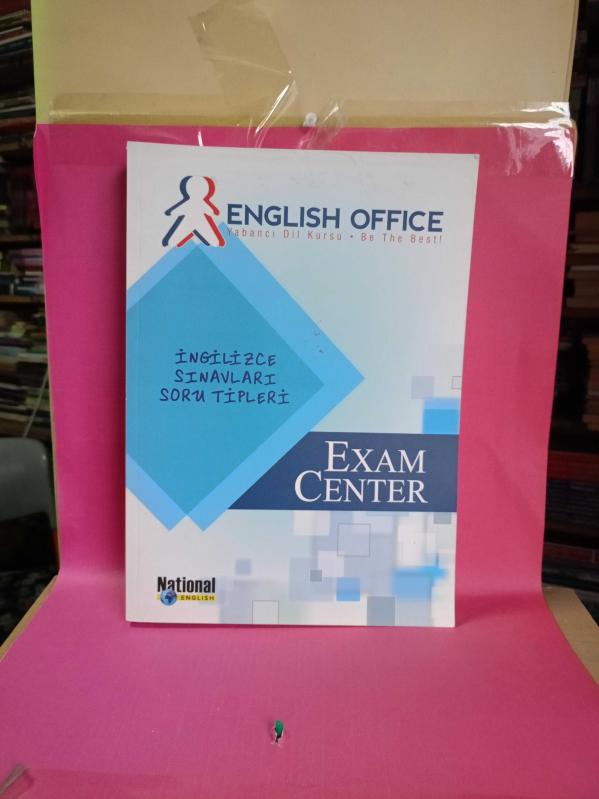 ENGLISH OFFICE
Yabancı Dil Kursu • Be The Best!
İNGİLİZCE
SINAVLARI
SORU TİPLERİ
EXAM
CENTER
National
ENGLISH